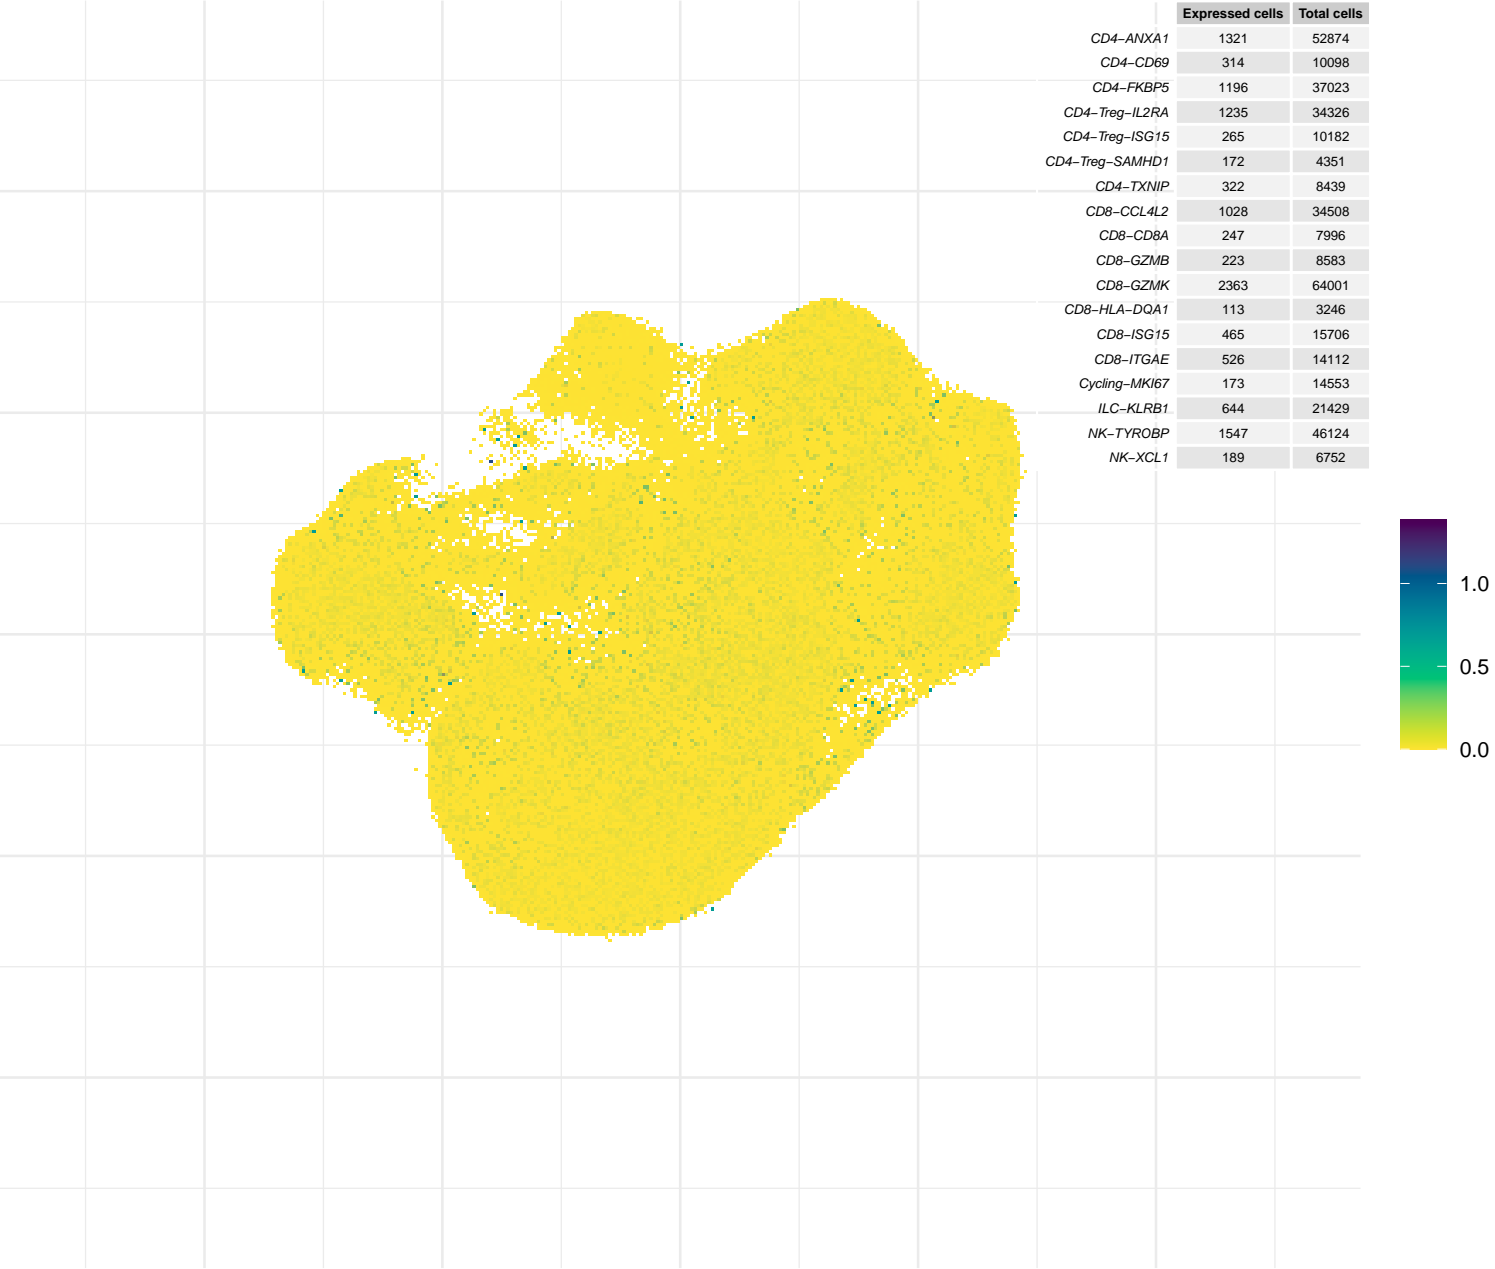 Expressed cells Total cells
CD4−ANXA1 1321 52874
CD4−CD69 314 10098
CD4−FKBP5 1196 37023
CD4−Treg−IL2RA 1235 34326
CD4−Treg−ISG15 265 10182
CD4−Treg−SAMHD1 172 4351
CD4−TXNIP 322 8439
CD8−CCL4L2 1028 34508
CD8−CD8A 247 7996
CD8−GZMB 223 8583
CD8−GZMK 2363 64001
CD8−HLA−DQA1 113 3246
CD8−ISG15 465 15706
CD8−ITGAE 526 14112
Cycling−MKI67 173 14553
ILC−KLRB1 644 21429
NK−TYROBP 1547 46124
NK−XCL1 189 6752
1.0
0.5
0.0